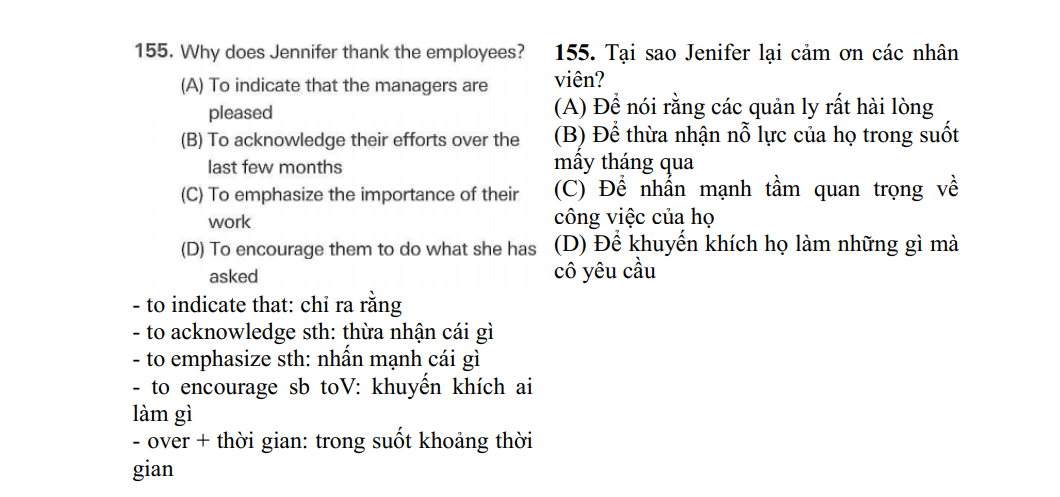 155. Why does Jennifer thank the employees?
(A) To indicate that the managers are
pleased
(B) To acknowledge their efforts over the
last few months
(C) To emphasize the importance of their
work
(D) To encourage them to do what she has
asked
- to indicate that: chỉ ra rằng
- to acknowledge sth: thừa nhận cái gì
- to emphasize sth: nhấn mạnh cái gì
- to encourage sb toV: khuyến khích ai
làm gì
- over + thời gian: trong suốt khoảng thời
gian
155. Tại sao Jenifer lại cảm ơn các nhân
viên?
(A) Để nói rằng các quản ly rất hài lòng
(B) Để thừa nhận nỗ lực của họ trong suốt
mấy tháng qua
(C) Để nhấn mạnh tầm quan trọng về
công việc của họ
(D) Để khuyến khích họ làm những gì mà
cô yêu cầu